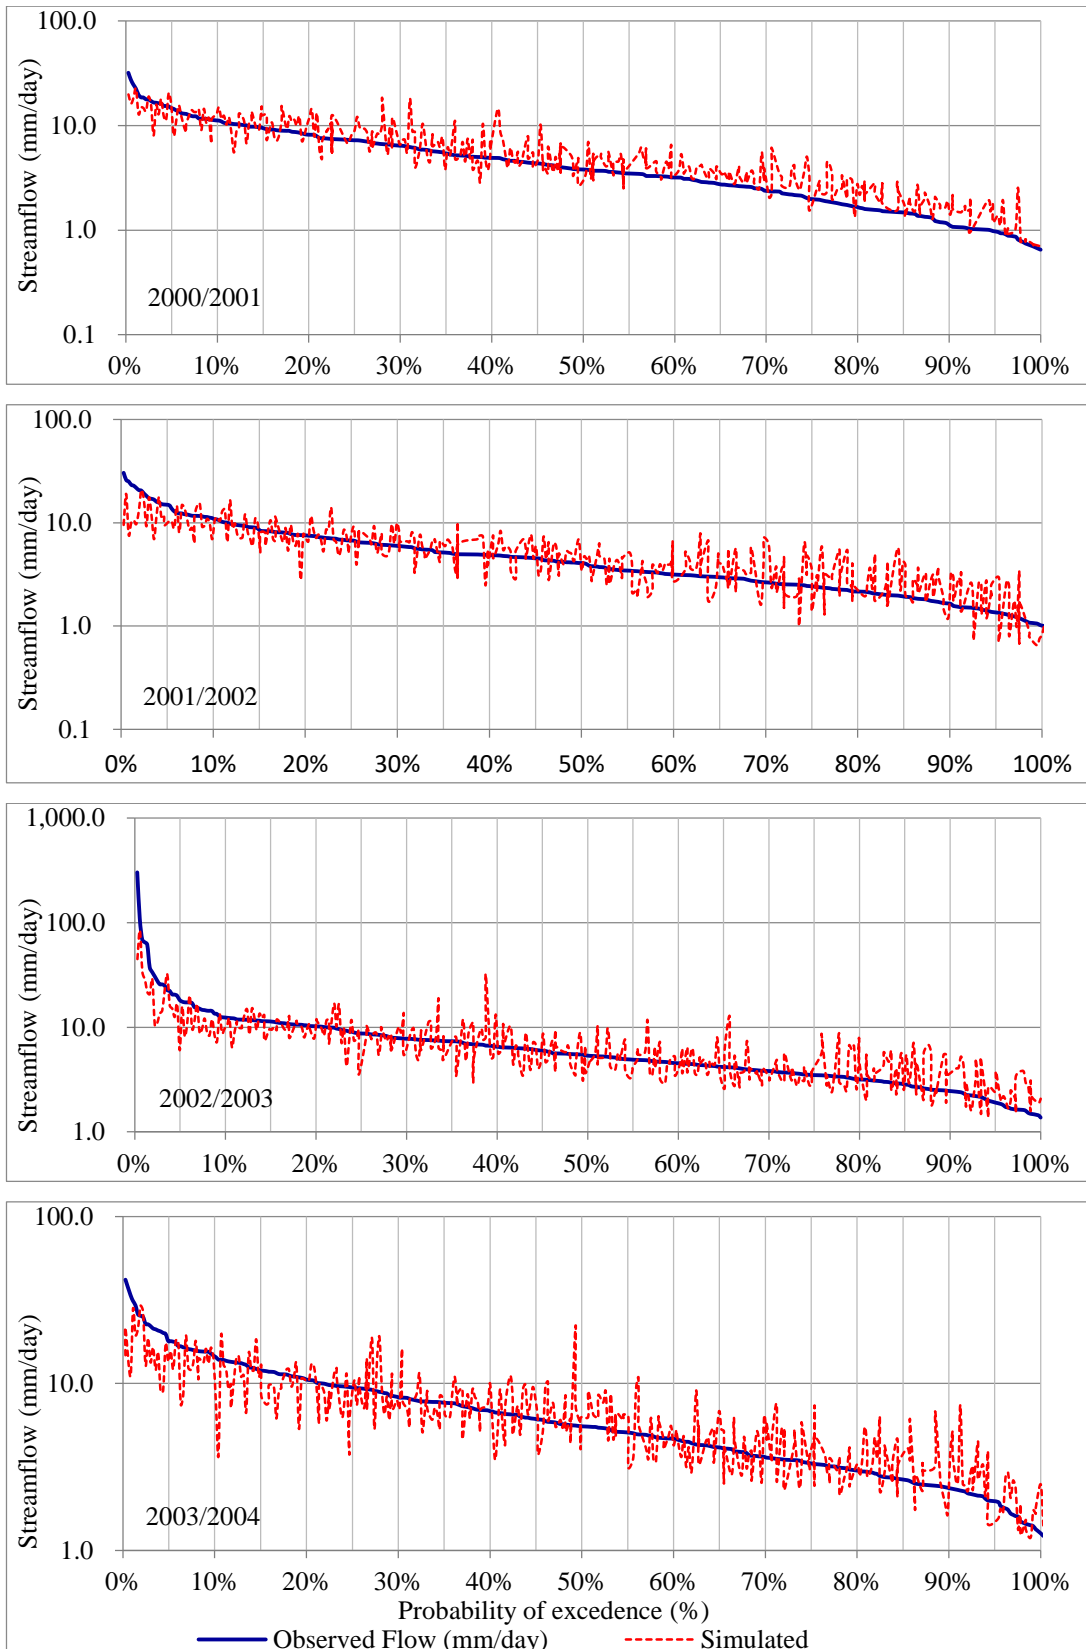 100.0
10.0
1.0
0.1
Streamflow (mm/day)
2000/2001
0% 10% 20% 30% 40% 50% 60% 70% 80% 90% 100%
100.0
10.0
1.0
0.1
Streamflow (mm/day)
2001/2002
0% 10% 20% 30% 40% 50% 60% 70% 80% 90% 100%
1,000.0
100.0
10.0
1.0
Streamflow (mm/day)
2002/2003
0% 10% 20% 30% 40% 50% 60% 70% 80% 90% 100%
100.0
10.0
1.0
Streamflow (mm/day)
2003/2004
0% 10% 20% 30% 40% 50% 60% 70% 80% 90% 100%
Probability of excedence (%)
Observed Flow (mm/day) Simulated